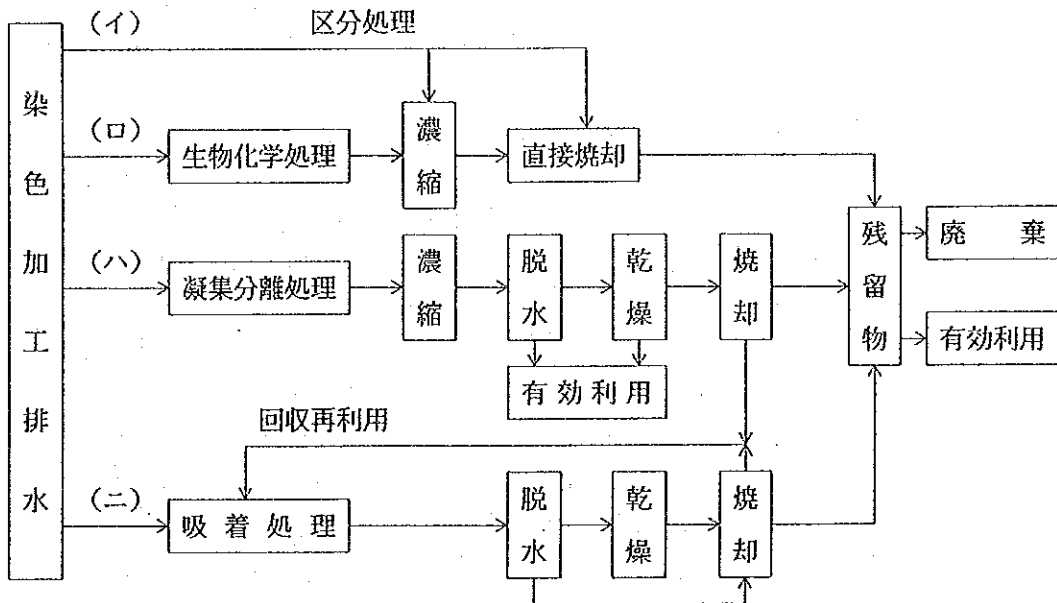 染色加工排水
(イ)
区分処理
(ロ)
生物化学処理
濃縮
直接焼却
(ハ)
凝集分離処理
濃縮
脱水
乾燥
焼却
有効利用
残留物
廃棄
有効利用
回収再利用
(ニ)
吸着処理
脱水
乾燥
焼却